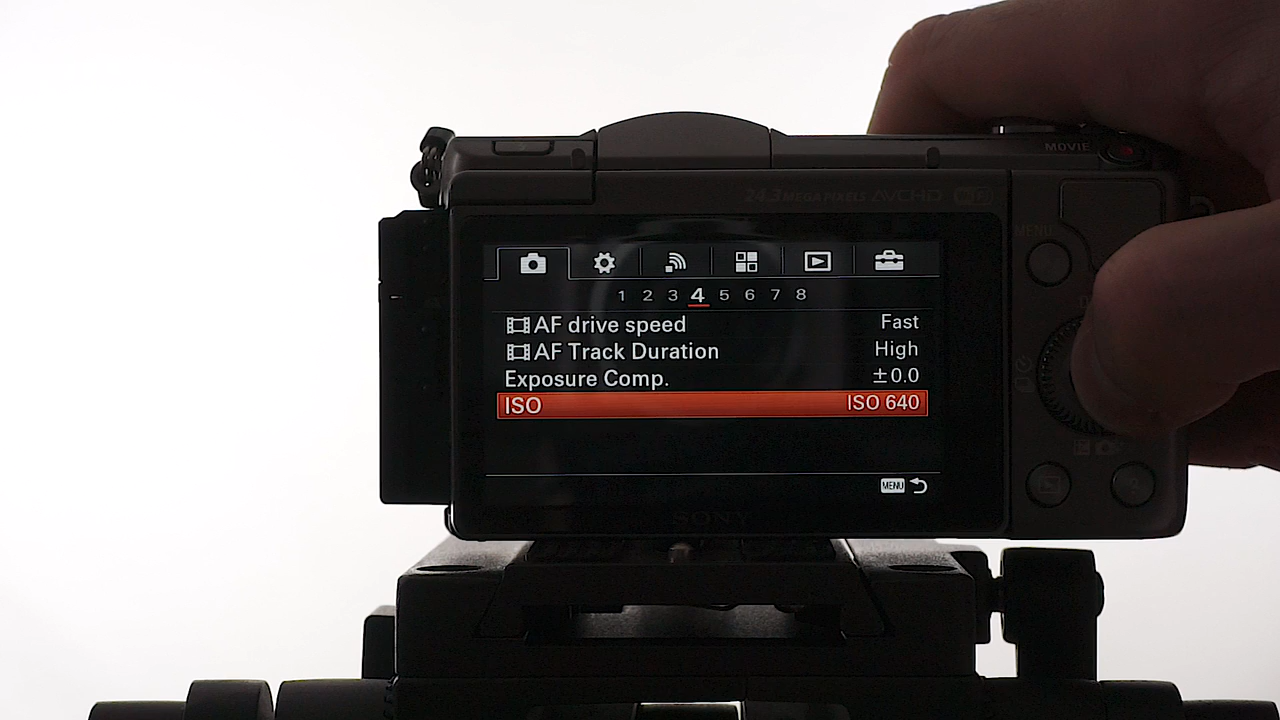 MOVIE
24.3 MEGA PIXELS AVCHD
MENU
1 2 3 4 5 6 7 8
AF drive speed Fast
AF Track Duration High
Exposure Comp. ±0.0
ISO ISO 640
MENU
SONY